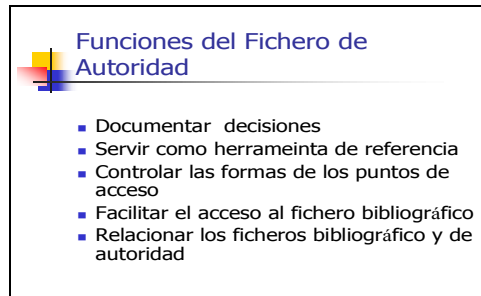 Funciones del Fichero de
Autoridad
Documentar decisiones
Servir como herrameinta de referencia
Controlar las formas de los puntos de
acceso
Facilitar el acceso al fichero bibliográfico
Relacionar los ficheros bibliográfico y de
autoridad